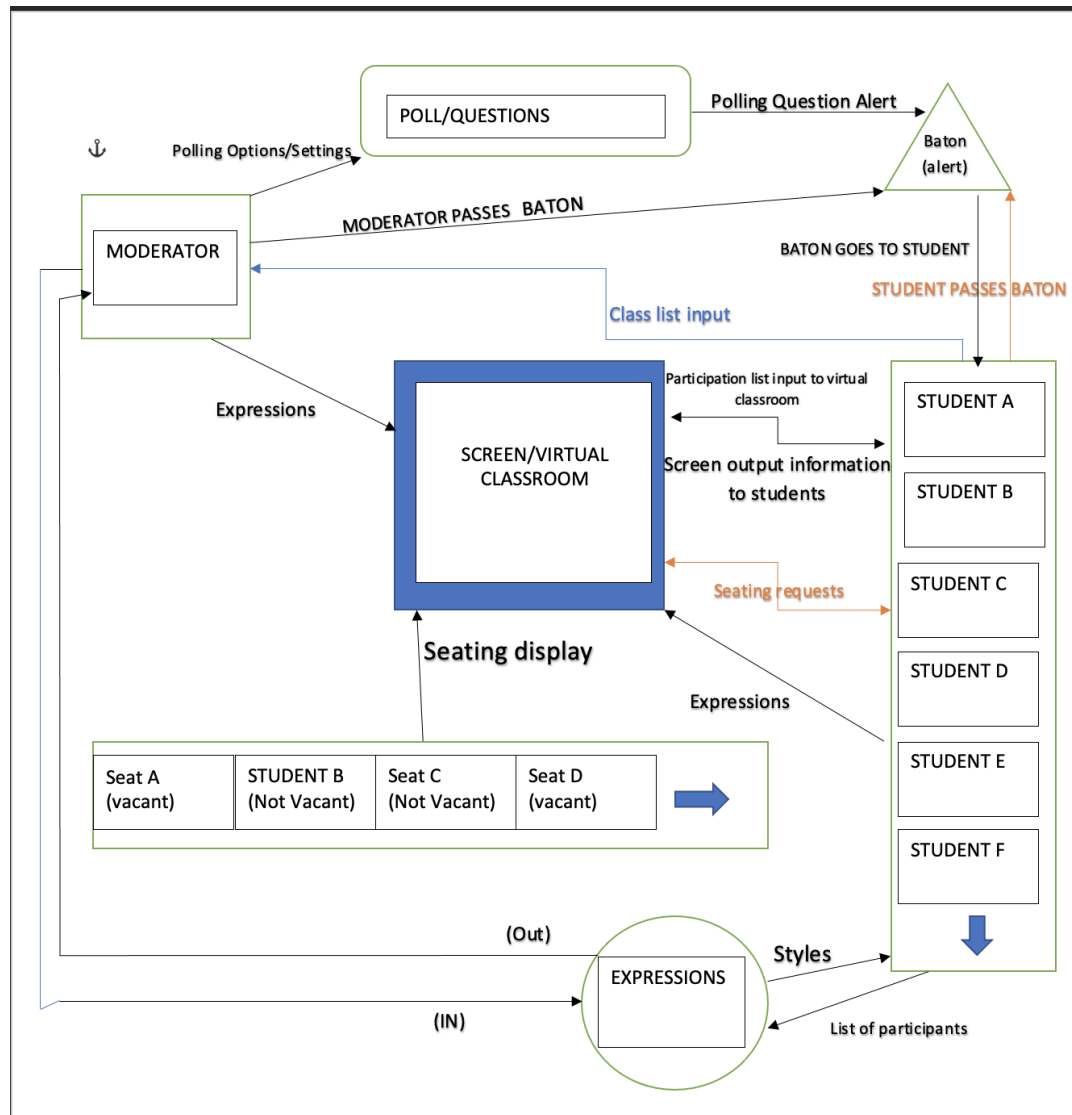 POLL/QUESTIONS
Polling Question Alert
Baton
(alert)
Polling Options/Settings
MODERATOR PASSES BATON
MODERATOR
BATON GOES TO STUDENT
STUDENT PASSES BATON
Class list input
Expressions
Participation list input to virtual
classroom
STUDENT A
SCREEN/VIRTUAL
CLASSROOM
Screen output information
to students
STUDENT B
Seating requests
STUDENT C
Seating display
STUDENT D
Expressions
Seat A
(vacant)
STUDENT B
(Not Vacant)
Seat C
(Not Vacant)
Seat D
(vacant)
STUDENT E
STUDENT F
(Out)
Styles
EXPRESSIONS
(IN)
List of participants